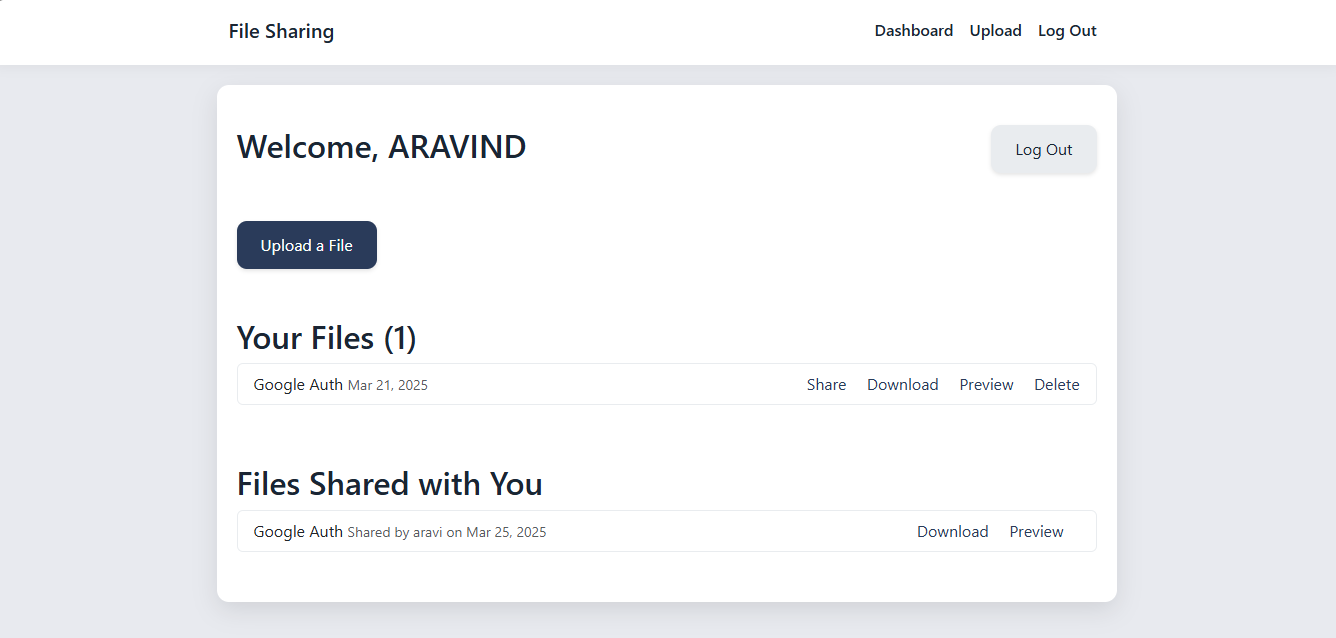 File Sharing Dashboard Upload Log Out
Welcome, ARAVIND Log Out
Upload a File
Your Files (1)
Google Auth Mar 21, 2025 Share Download Preview Delete
Files Shared with You
Google Auth Shared by aravi on Mar 25, 2025 Download Preview